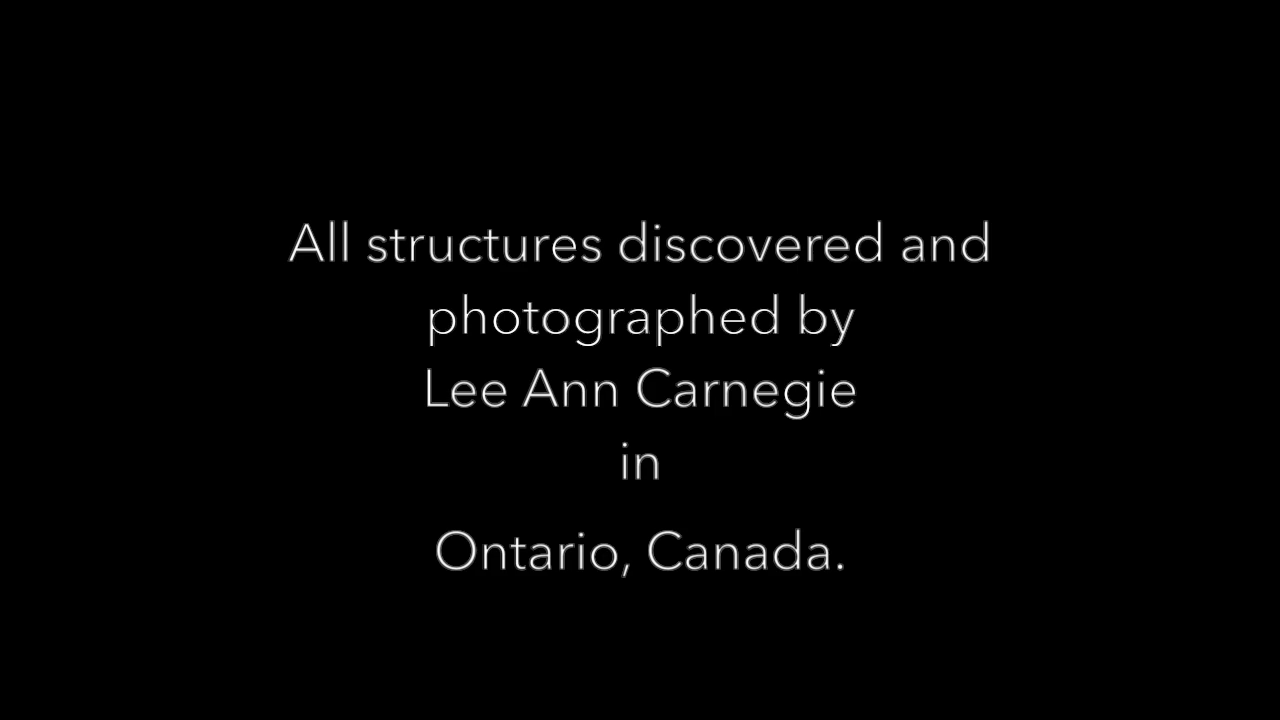 All structures discovered and
photographed by
Lee Ann Carnegie
in
Ontario, Canada.